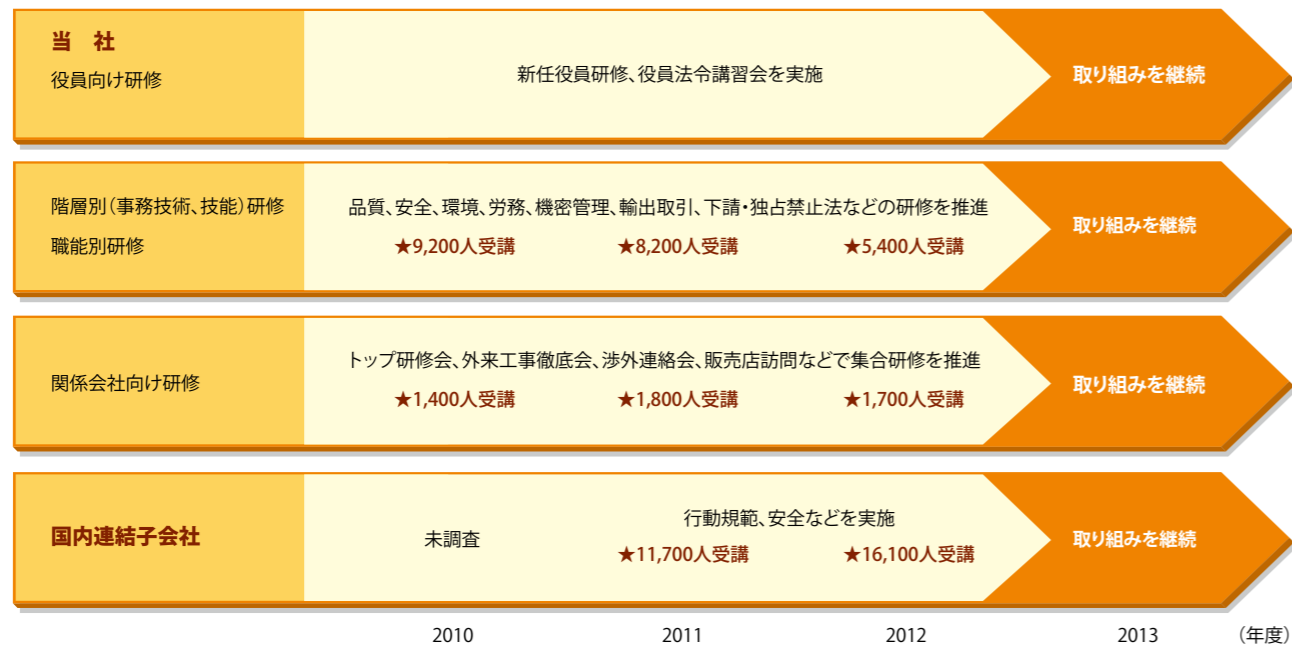 当　社
役員向け研修
新任役員研修、役員法令講習会を実施
取り組みを継続
階層別（事務技術、技能）研修
職能別研修
品質、安全、環境、労務、機密管理、輸出取引、下請・独占禁止法などの研修を推進
★9,200人受講　★8,200人受講　★5,400人受講
取り組みを継続
関係会社向け研修
トップ研修会、外来工事徹底会、渉外連絡会、販売店訪問などで集合研修を推進
★1,400人受講　★1,800人受講　★1,700人受講
取り組みを継続
国内連結子会社
未調査
行動規範、安全などを実施
★11,700人受講　★16,100人受講
取り組みを継続
2010　2011　2012　2013　（年度）